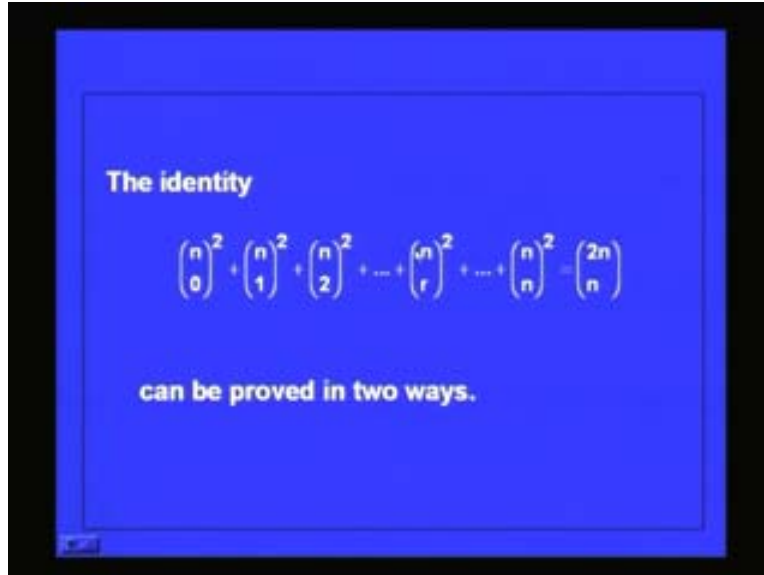 The identity
(n 0)² + (n 1)² + (n 2)² + ... + (n r)² + ... + (n n)² = (2n n)
can be proved in two ways.